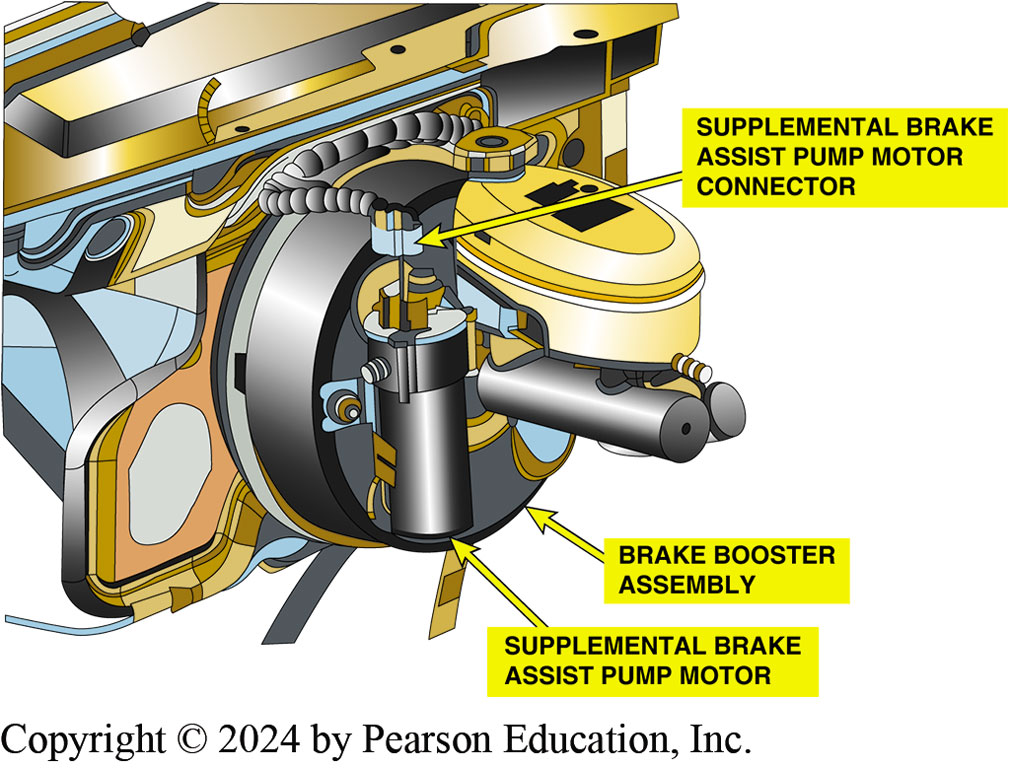 SUPPLEMENTAL BRAKE
ASSIST PUMP MOTOR
CONNECTOR
BRAKE BOOSTER
ASSEMBLY
SUPPLEMENTAL BRAKE
ASSIST PUMP MOTOR
Copyright © 2024 by Pearson Education, Inc.